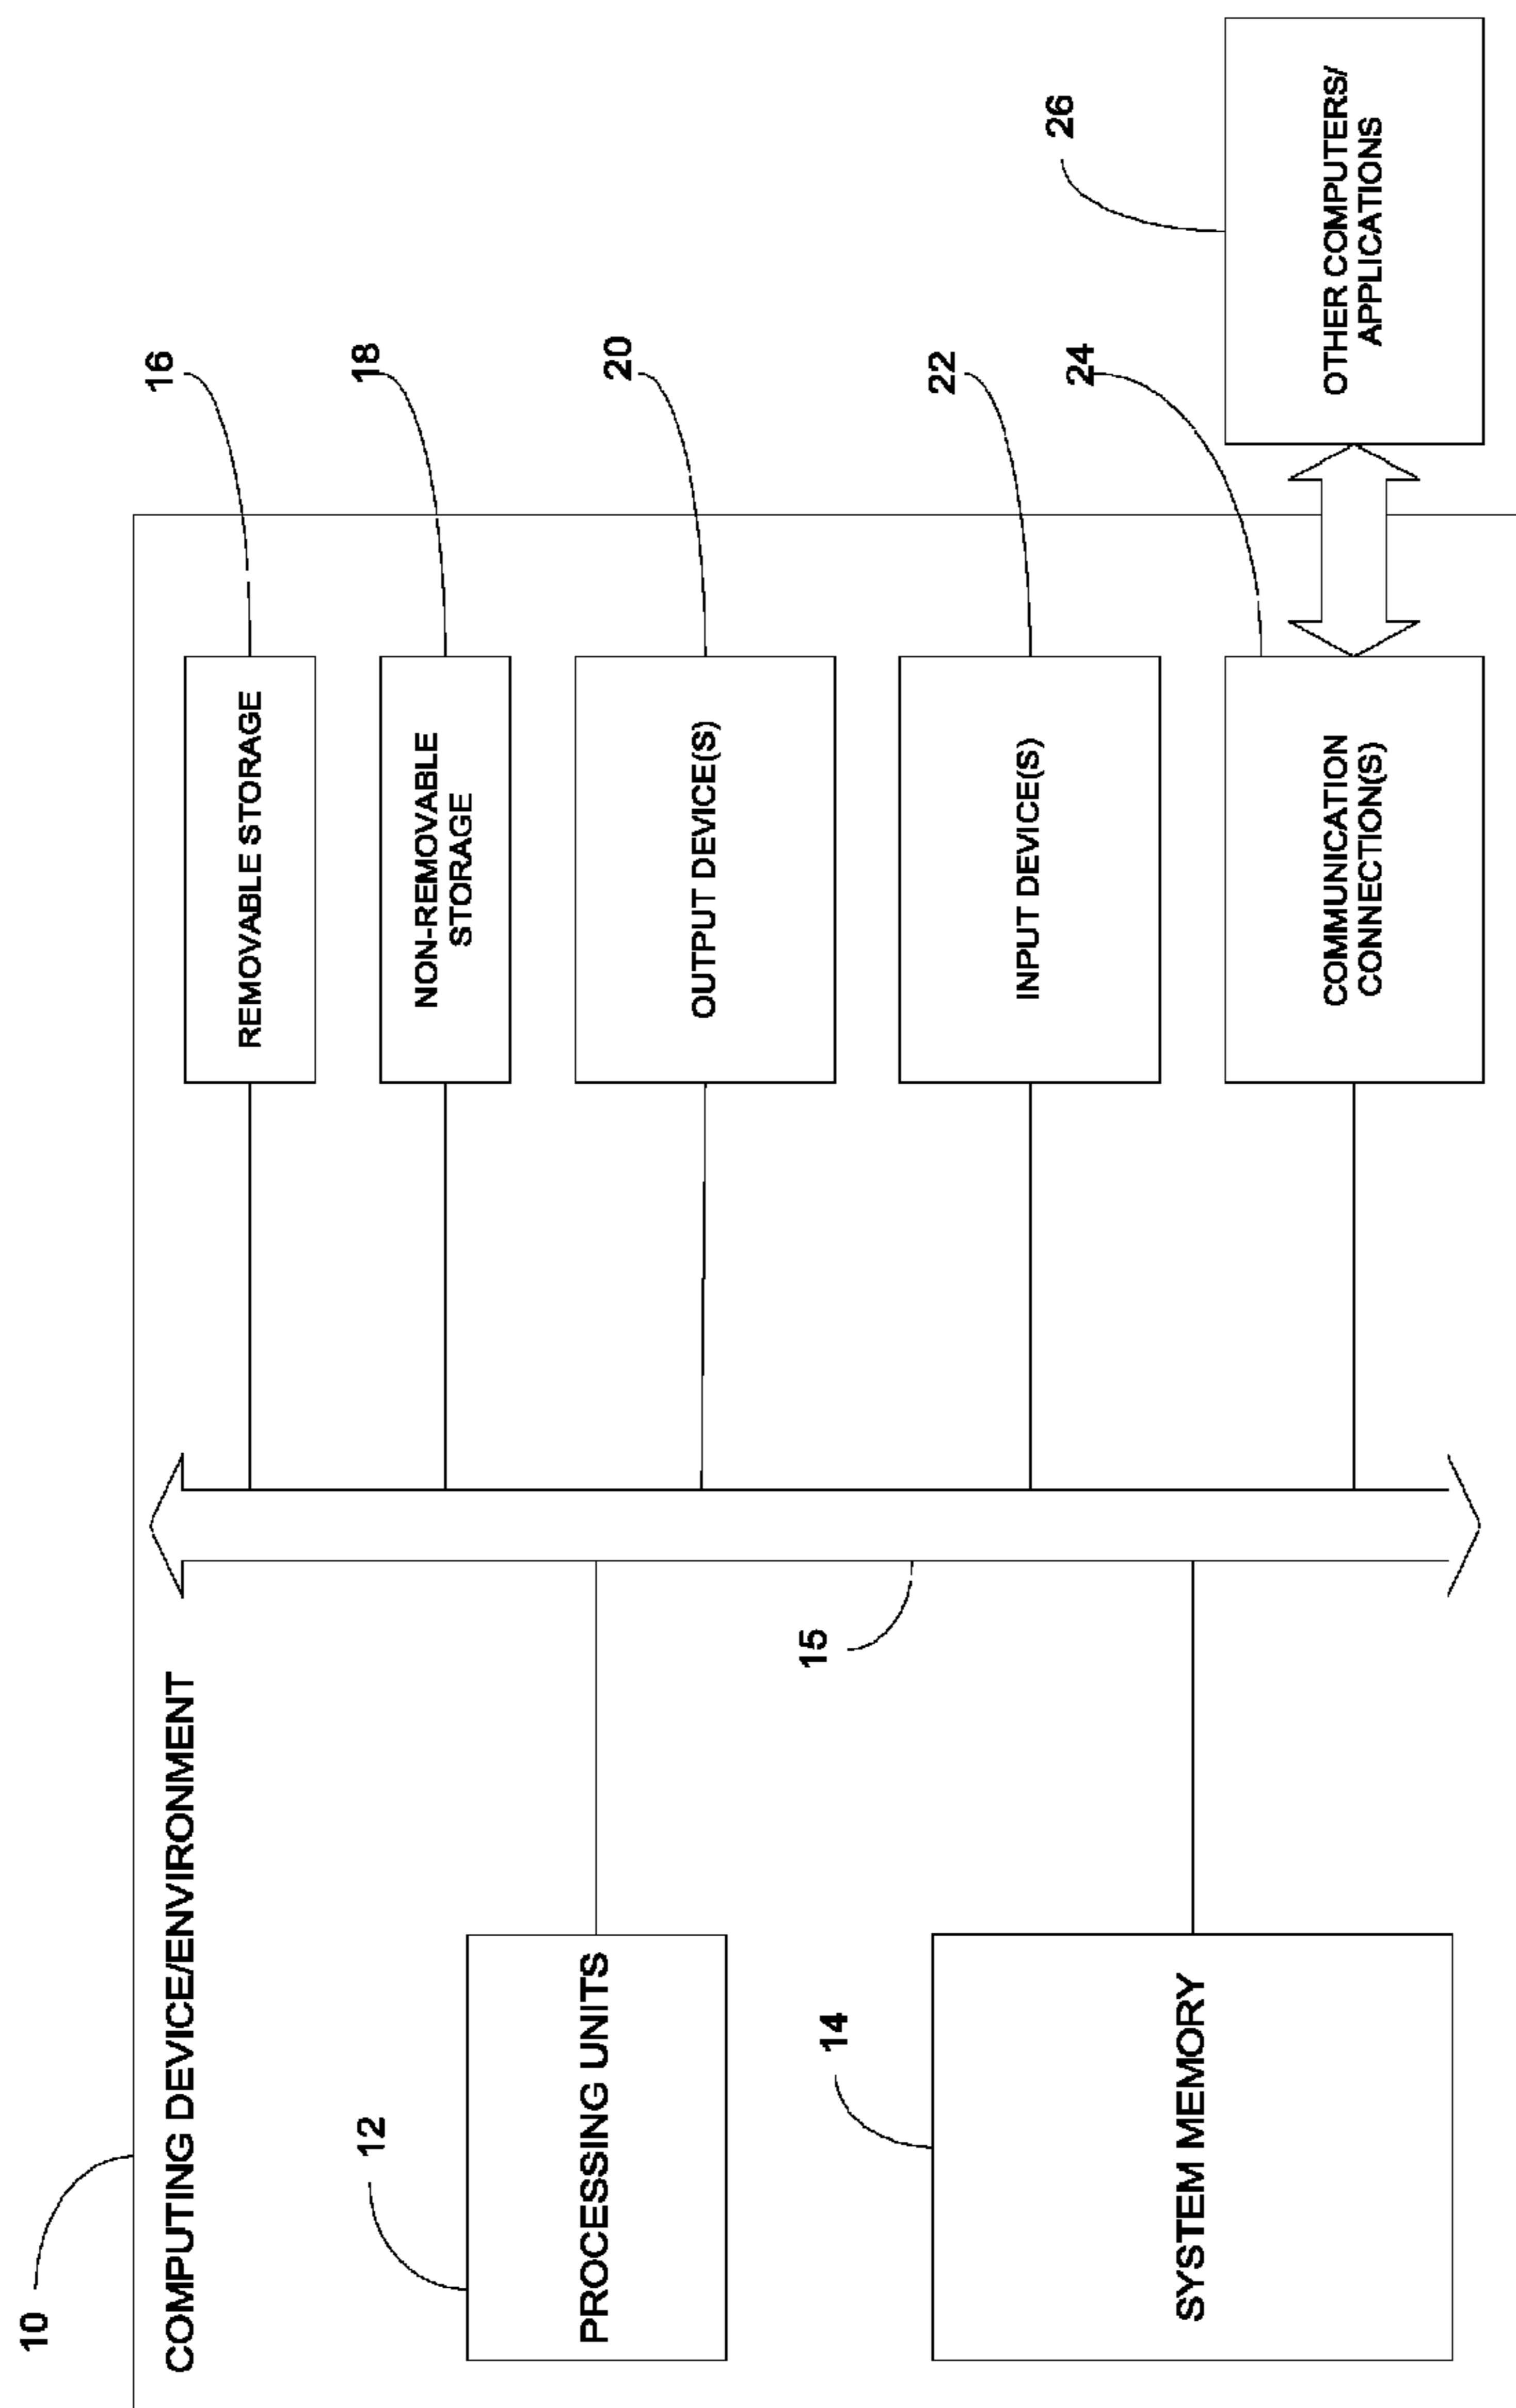 10
COMPUTING DEVICE/ENVIRONMENT
12
PROCESSING UNITS
14
SYSTEM MEMORY
15
16
REMOVABLE STORAGE
18
NON-REMOVABLE
STORAGE
20
OUTPUT DEVICE(S)
22
INPUT DEVICE(S)
24
COMMUNICATION
CONNECTION(S)
26
OTHER COMPUTERS/
APPLICATIONS